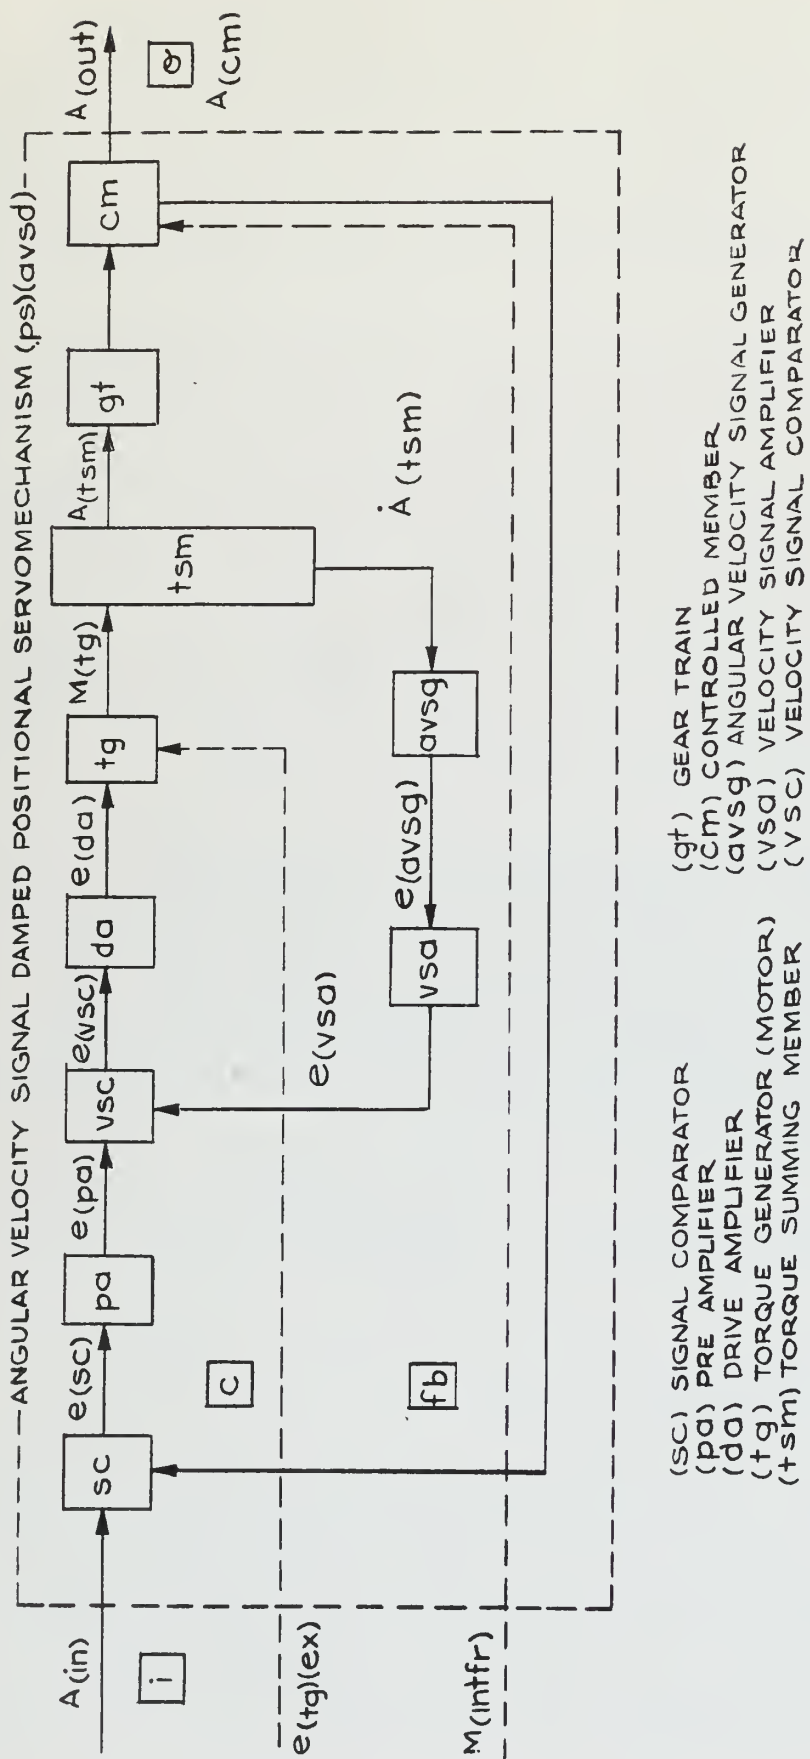 ANGULAR VELOCITY SIGNAL DAMPED POSITIONAL SERVOMECHANISM (ps)(avsd)
A(in)
i
sc
e(sc)
pa
e(pa)
vsc
e(vsc)
da
e(da)
tg
M(tg)
tsm
A(tsm)
gt
cm
A(out)
o
A(cm)
c
e(vsa)
Ȧ(tsm)
e(tg)(ex)
fb
vsa
e(avsg)
avsg
M(intfr)
(SC) SIGNAL COMPARATOR
(pa) PRE AMPLIFIER
(da) DRIVE AMPLIFIER
(tg) TORQUE GENERATOR (MOTOR)
(tsm) TORQUE SUMMING MEMBER
(gt) GEAR TRAIN
(Cm) CONTROLLED MEMBER
(avsg) ANGULAR VELOCITY SIGNAL GENERATOR
(vsa) VELOCITY SIGNAL AMPLIFIER
(VSC) VELOCITY SIGNAL COMPARATOR